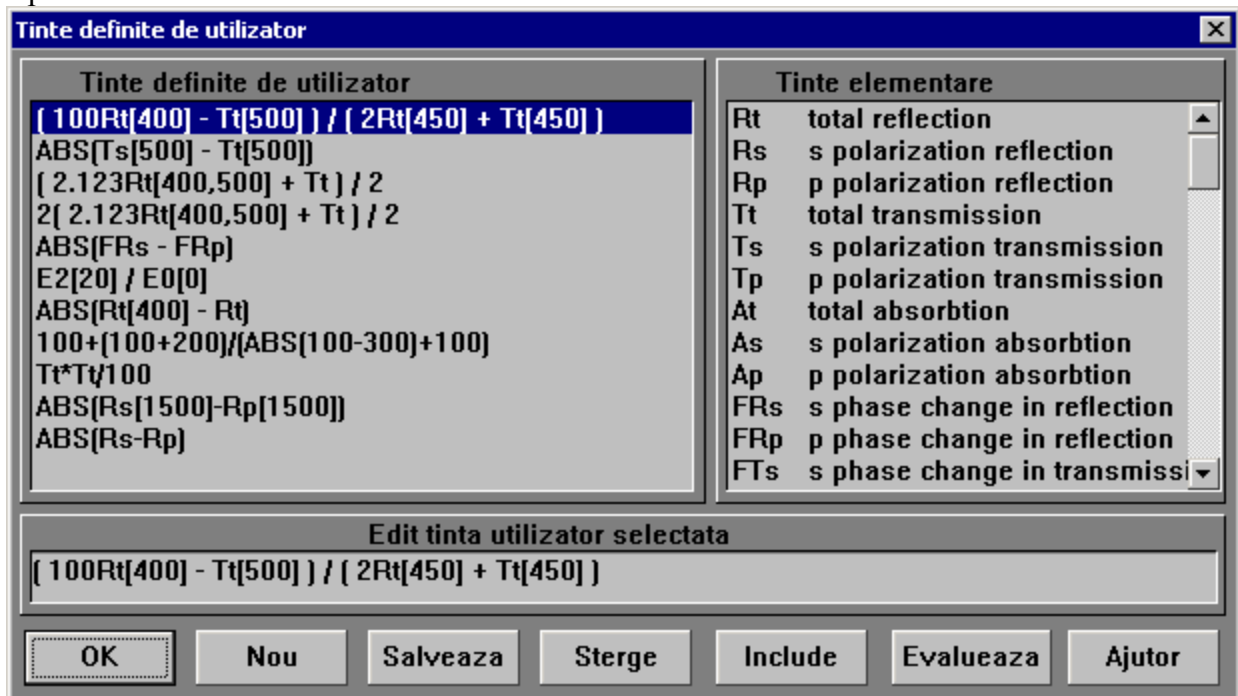 Tinte definite de utilizator
Tinte definite de utilizator
( 100Rt[400] - Tt[500] ) / ( 2Rt[450] + Tt[450] )
ABS(Ts[500] - Tt[500])
( 2.123Rt[400,500] + Tt ) / 2
2( 2.123Rt[400,500] + Tt ) / 2
ABS(FRs - FRp)
E2[20] / E0[0]
ABS(Rt[400] - Rt)
100+(100+200)/(ABS(100-300)+100)
Tt*Tt/100
ABS(Rs[1500]-Rp[1500])
ABS(Rs-Rp)
Tinte elementare
Rt total reflection
Rs s polarization reflection
Rp p polarization reflection
Tt total transmission
Ts s polarization transmission
Tp p polarization transmission
At total absorbtion
As s polarization absorbtion
Ap p polarization absorbtion
FRs s phase change in reflection
FRp p phase change in reflection
FTs s phase change in transmissi
Edit tinta utilizator selectata
( 100Rt[400] - Tt[500] ) / ( 2Rt[450] + Tt[450] )
OK Nou Salveaza Sterge Include Evalueaza Ajutor